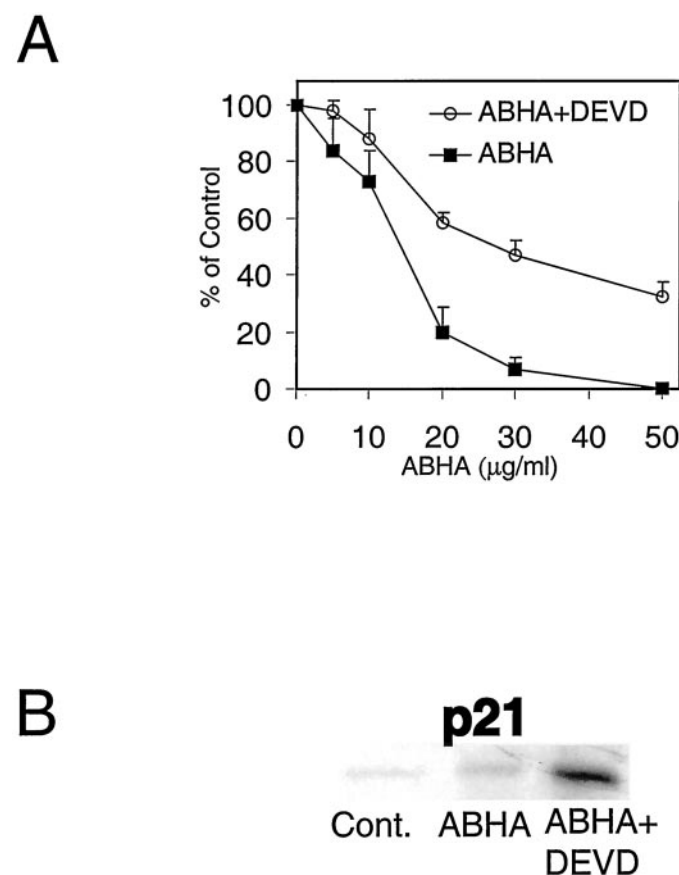 A
100
80
60
40
20
0
% of Control
ABHA+DEVD
ABHA
0 10 20 30 40 50
ABHA (μg/ml)
B
p21
Cont. ABHA ABHA+
DEVD